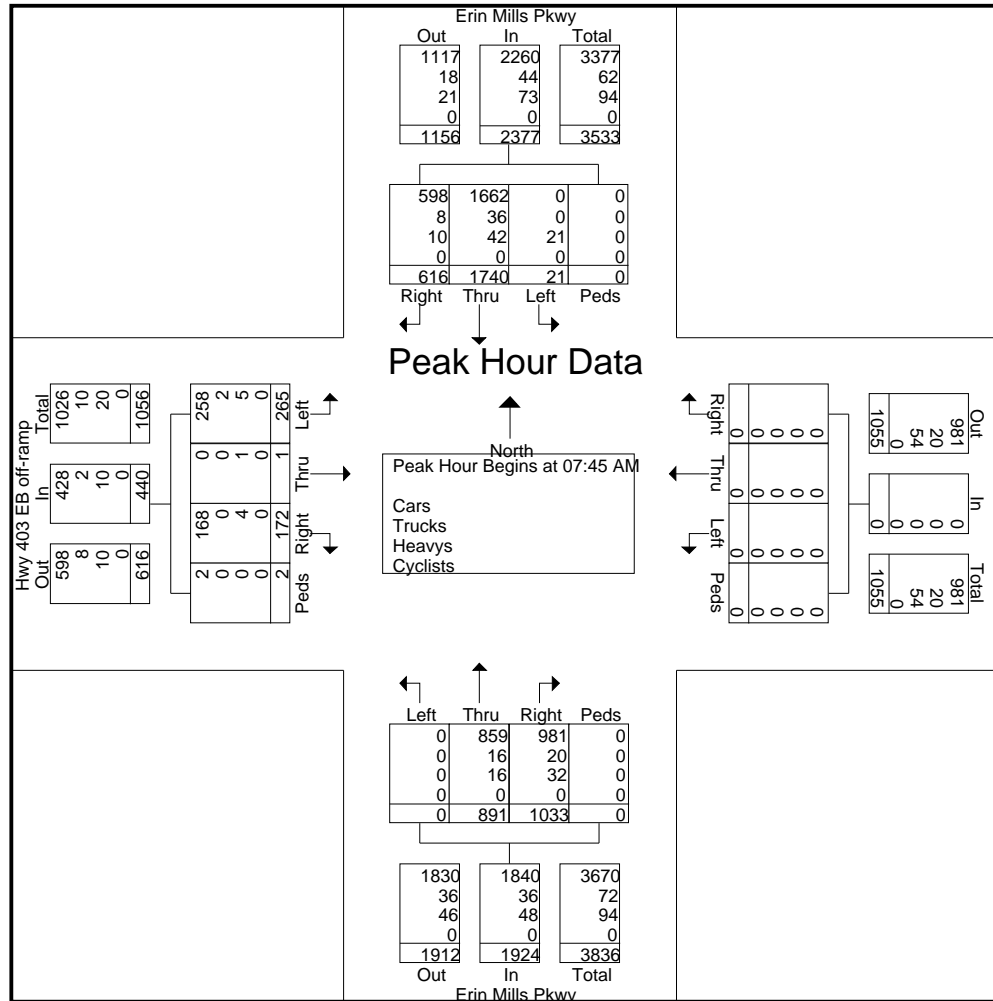 Erin Mills Pkwy
Out In Total
1117 2260 3377
18 44 62
21 73 94
0 0 0
1156 2377 3533
598 1662 0 0
8 36 0 0
10 42 21 0
0 0 0 0
616 1740 21 0
Right Thru Left Peds
Peak Hour Data
North
Peak Hour Begins at 07:45 AM
Cars
Trucks
Heavys
Cyclists
Hwy 403 EB off-ramp
Out In Total
598 428 1026
8 2 10
10 10 20
0 0 0
616 440 1056
Peds Right Thru Left
2 168 0 258
0 0 0 2
0 4 1 5
0 0 0 0
2 172 1 265
Right Thru Left Peds
0 0 0 0
0 0 0 0
0 0 0 0
0 0 0 0
0 0 0 0
Out In Total
981 0 981
20 0 20
54 0 54
0 0 0
1055 0 1055
Left Thru Right Peds
0 859 981 0
0 16 20 0
0 16 32 0
0 0 0 0
0 891 1033 0
1830 1840 3670
36 36 72
46 48 94
0 0 0
1912 1924 3836
Out In Total
Erin Mills Pkwy